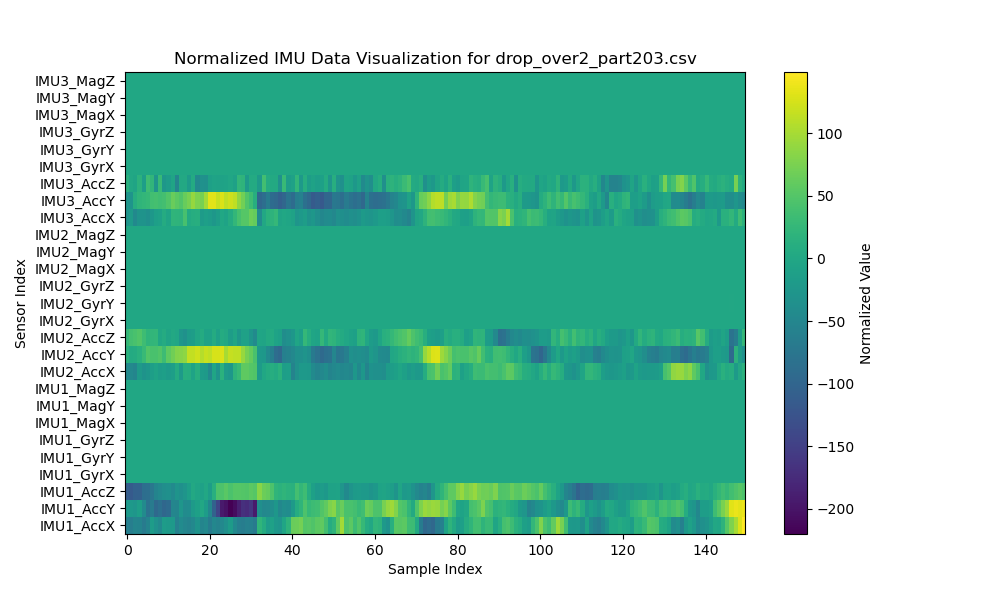 Normalized IMU Data Visualization for drop_over2_part203.csv
IMU3_MagZ
IMU3_MagY
IMU3_MagX
IMU3_GyrZ
IMU3_GyrY
IMU3_GyrX
IMU3_AccZ
IMU3_AccY
IMU3_AccX
IMU2_MagZ
IMU2_MagY
IMU2_MagX
IMU2_GyrZ
IMU2_GyrY
IMU2_GyrX
IMU2_AccZ
IMU2_AccY
IMU2_AccX
IMU1_MagZ
IMU1_MagY
IMU1_MagX
IMU1_GyrZ
IMU1_GyrY
IMU1_GyrX
IMU1_AccZ
IMU1_AccY
IMU1_AccX
Sensor Index
0 20 40 60 80 100 120 140
Sample Index
100
50
0
−50
−100
−150
−200
Normalized Value